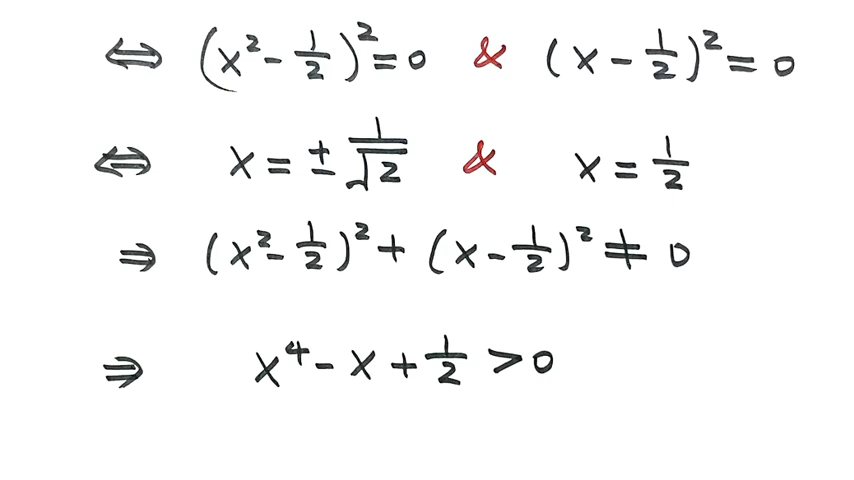 ⇔ (x² - 1/2)² = 0 & (x - 1/2)² = 0
⇔ x = ± 1/√2 & x = 1/2
⇒ (x² - 1/2)² + (x - 1/2)² ≠ 0
⇒ x⁴ - x + 1/2 > 0